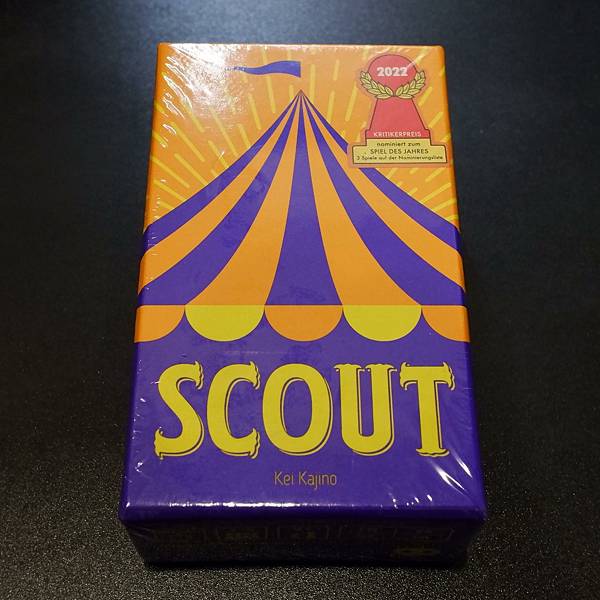 2022
KRITIKERPREIS
nominiert zum
SPIEL DES JAHRES
3 Spiele auf der Nominierungsliste
SCOUT
Kei Kajino